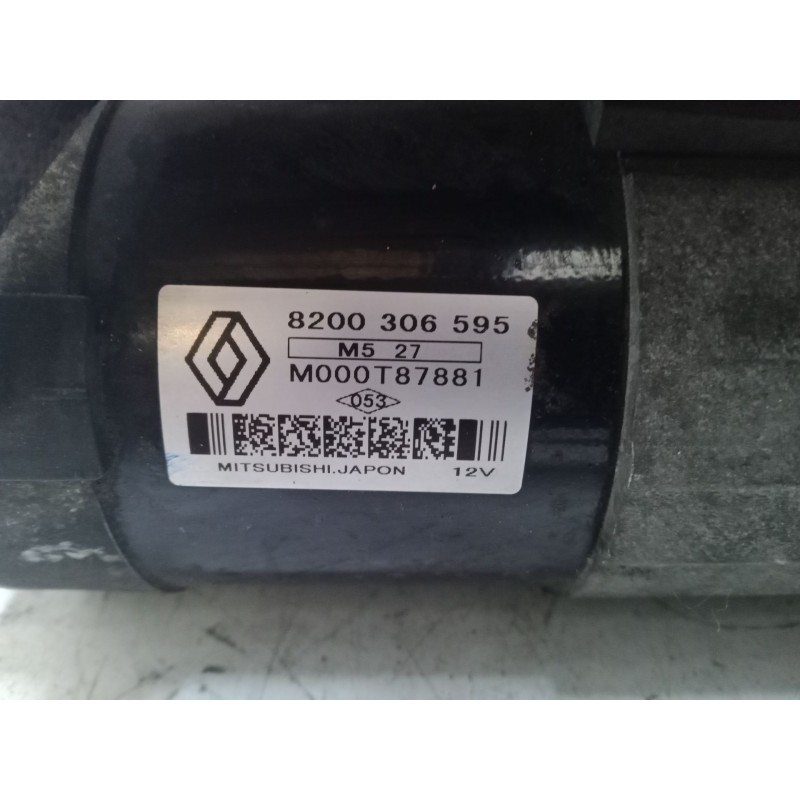 8200 306 595
M5 27
M000T87881
053
MITSUBISHI.JAPON 12V